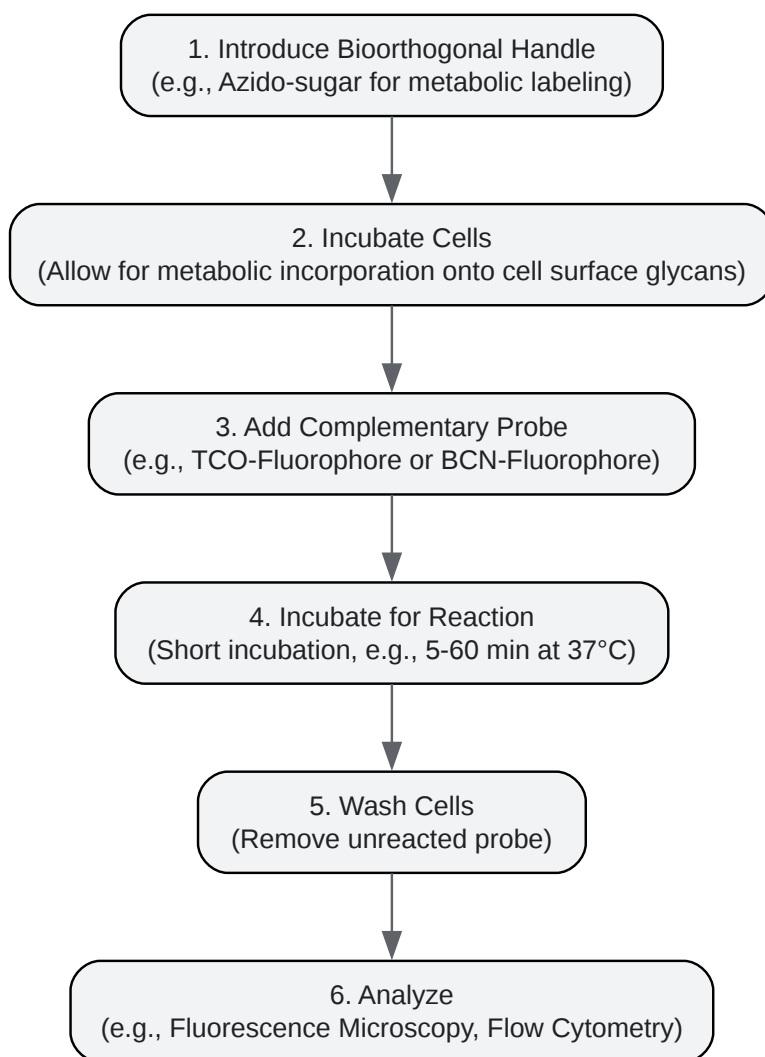 1. Introduce Bioorthogonal Handle
(e.g., Azido-sugar for metabolic labeling)
2. Incubate Cells
(Allow for metabolic incorporation onto cell surface glycans)
3. Add Complementary Probe
(e.g., TCO-Fluorophore or BCN-Fluorophore)
4. Incubate for Reaction
(Short incubation, e.g., 5-60 min at 37°C)
5. Wash Cells
(Remove unreacted probe)
6. Analyze
(e.g., Fluorescence Microscopy, Flow Cytometry)